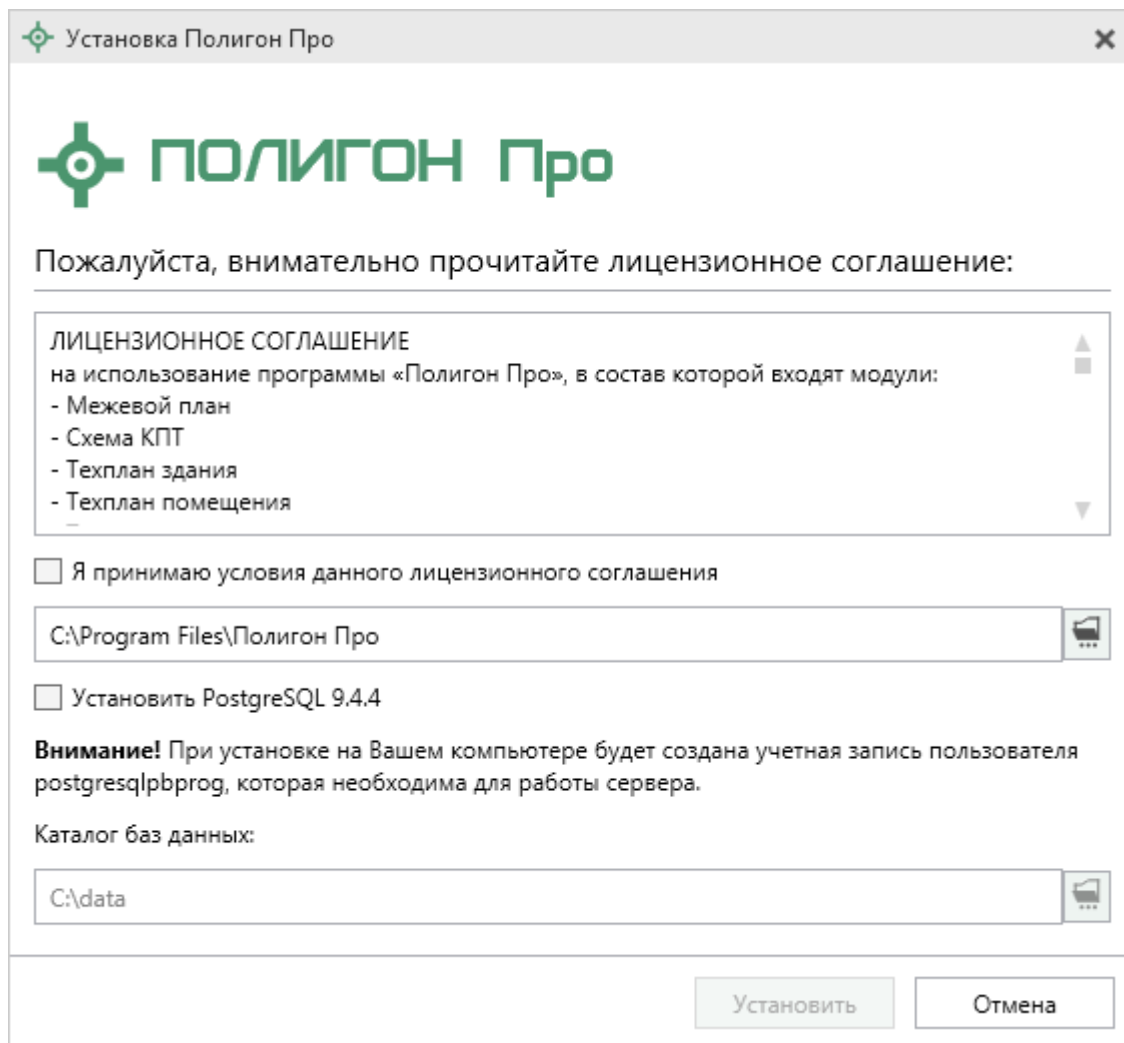 Установка Полигон Про
ПОЛИГОН Про
Пожалуйста, внимательно прочитайте лицензионное соглашение:
ЛИЦЕНЗИОННОЕ СОГЛАШЕНИЕ
на использование программы «Полигон Про», в состав которой входят модули:
- Межевой план
- Схема КПТ
- Техплан здания
- Техплан помещения
Я принимаю условия данного лицензионного соглашения
C:\Program Files\Полигон Про
Установить PostgreSQL 9.4.4
Внимание! При установке на Вашем компьютере будет создана учетная запись пользователя
postgresqlpbprog, которая необходима для работы сервера.
Каталог баз данных:
C:\data
Установить
Отмена